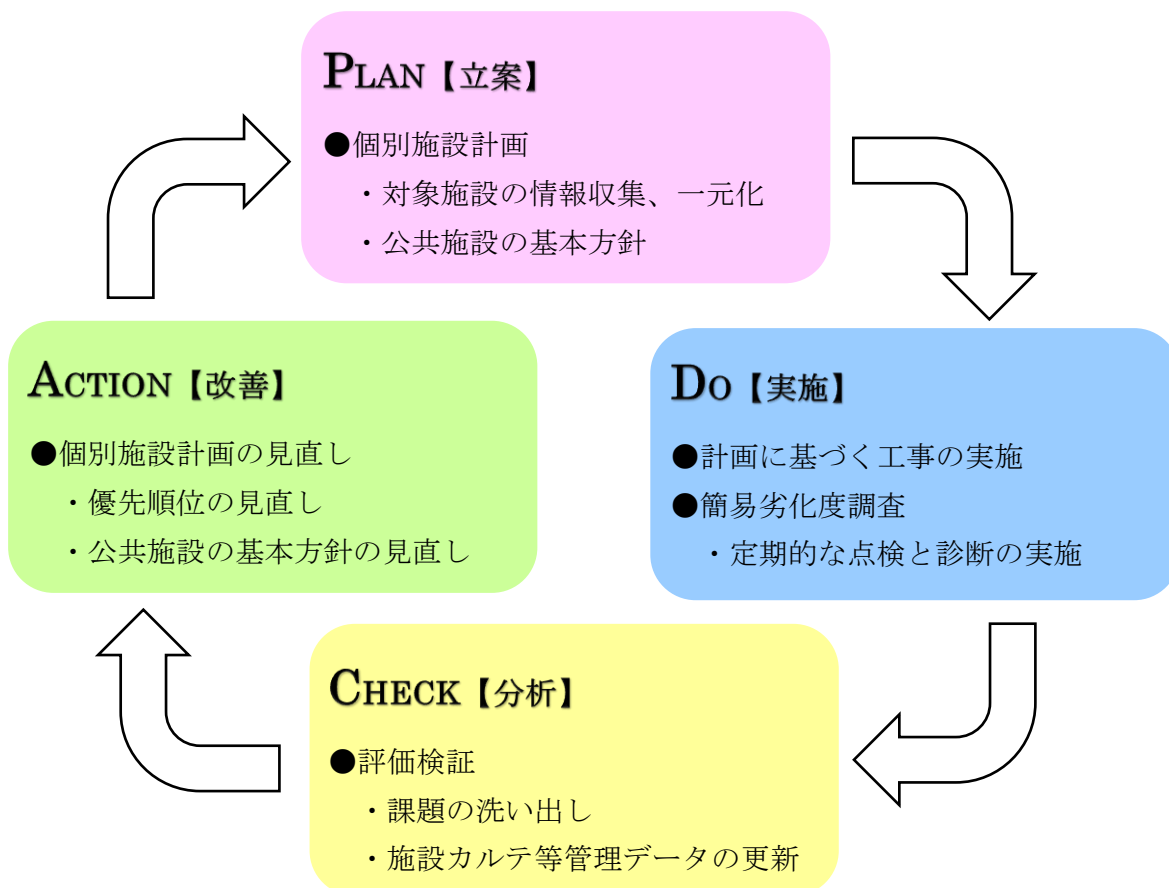 PLAN【立案】
●個別施設計画
・対象施設の情報収集、一元化
・公共施設の基本方針
DO【実施】
●計画に基づく工事の実施
●簡易劣化度調査
・定期的な点検と診断の実施
CHECK【分析】
●評価検証
・課題の洗い出し
・施設カルテ等管理データの更新
ACTION【改善】
●個別施設計画の見直し
・優先順位の見直し
・公共施設の基本方針の見直し